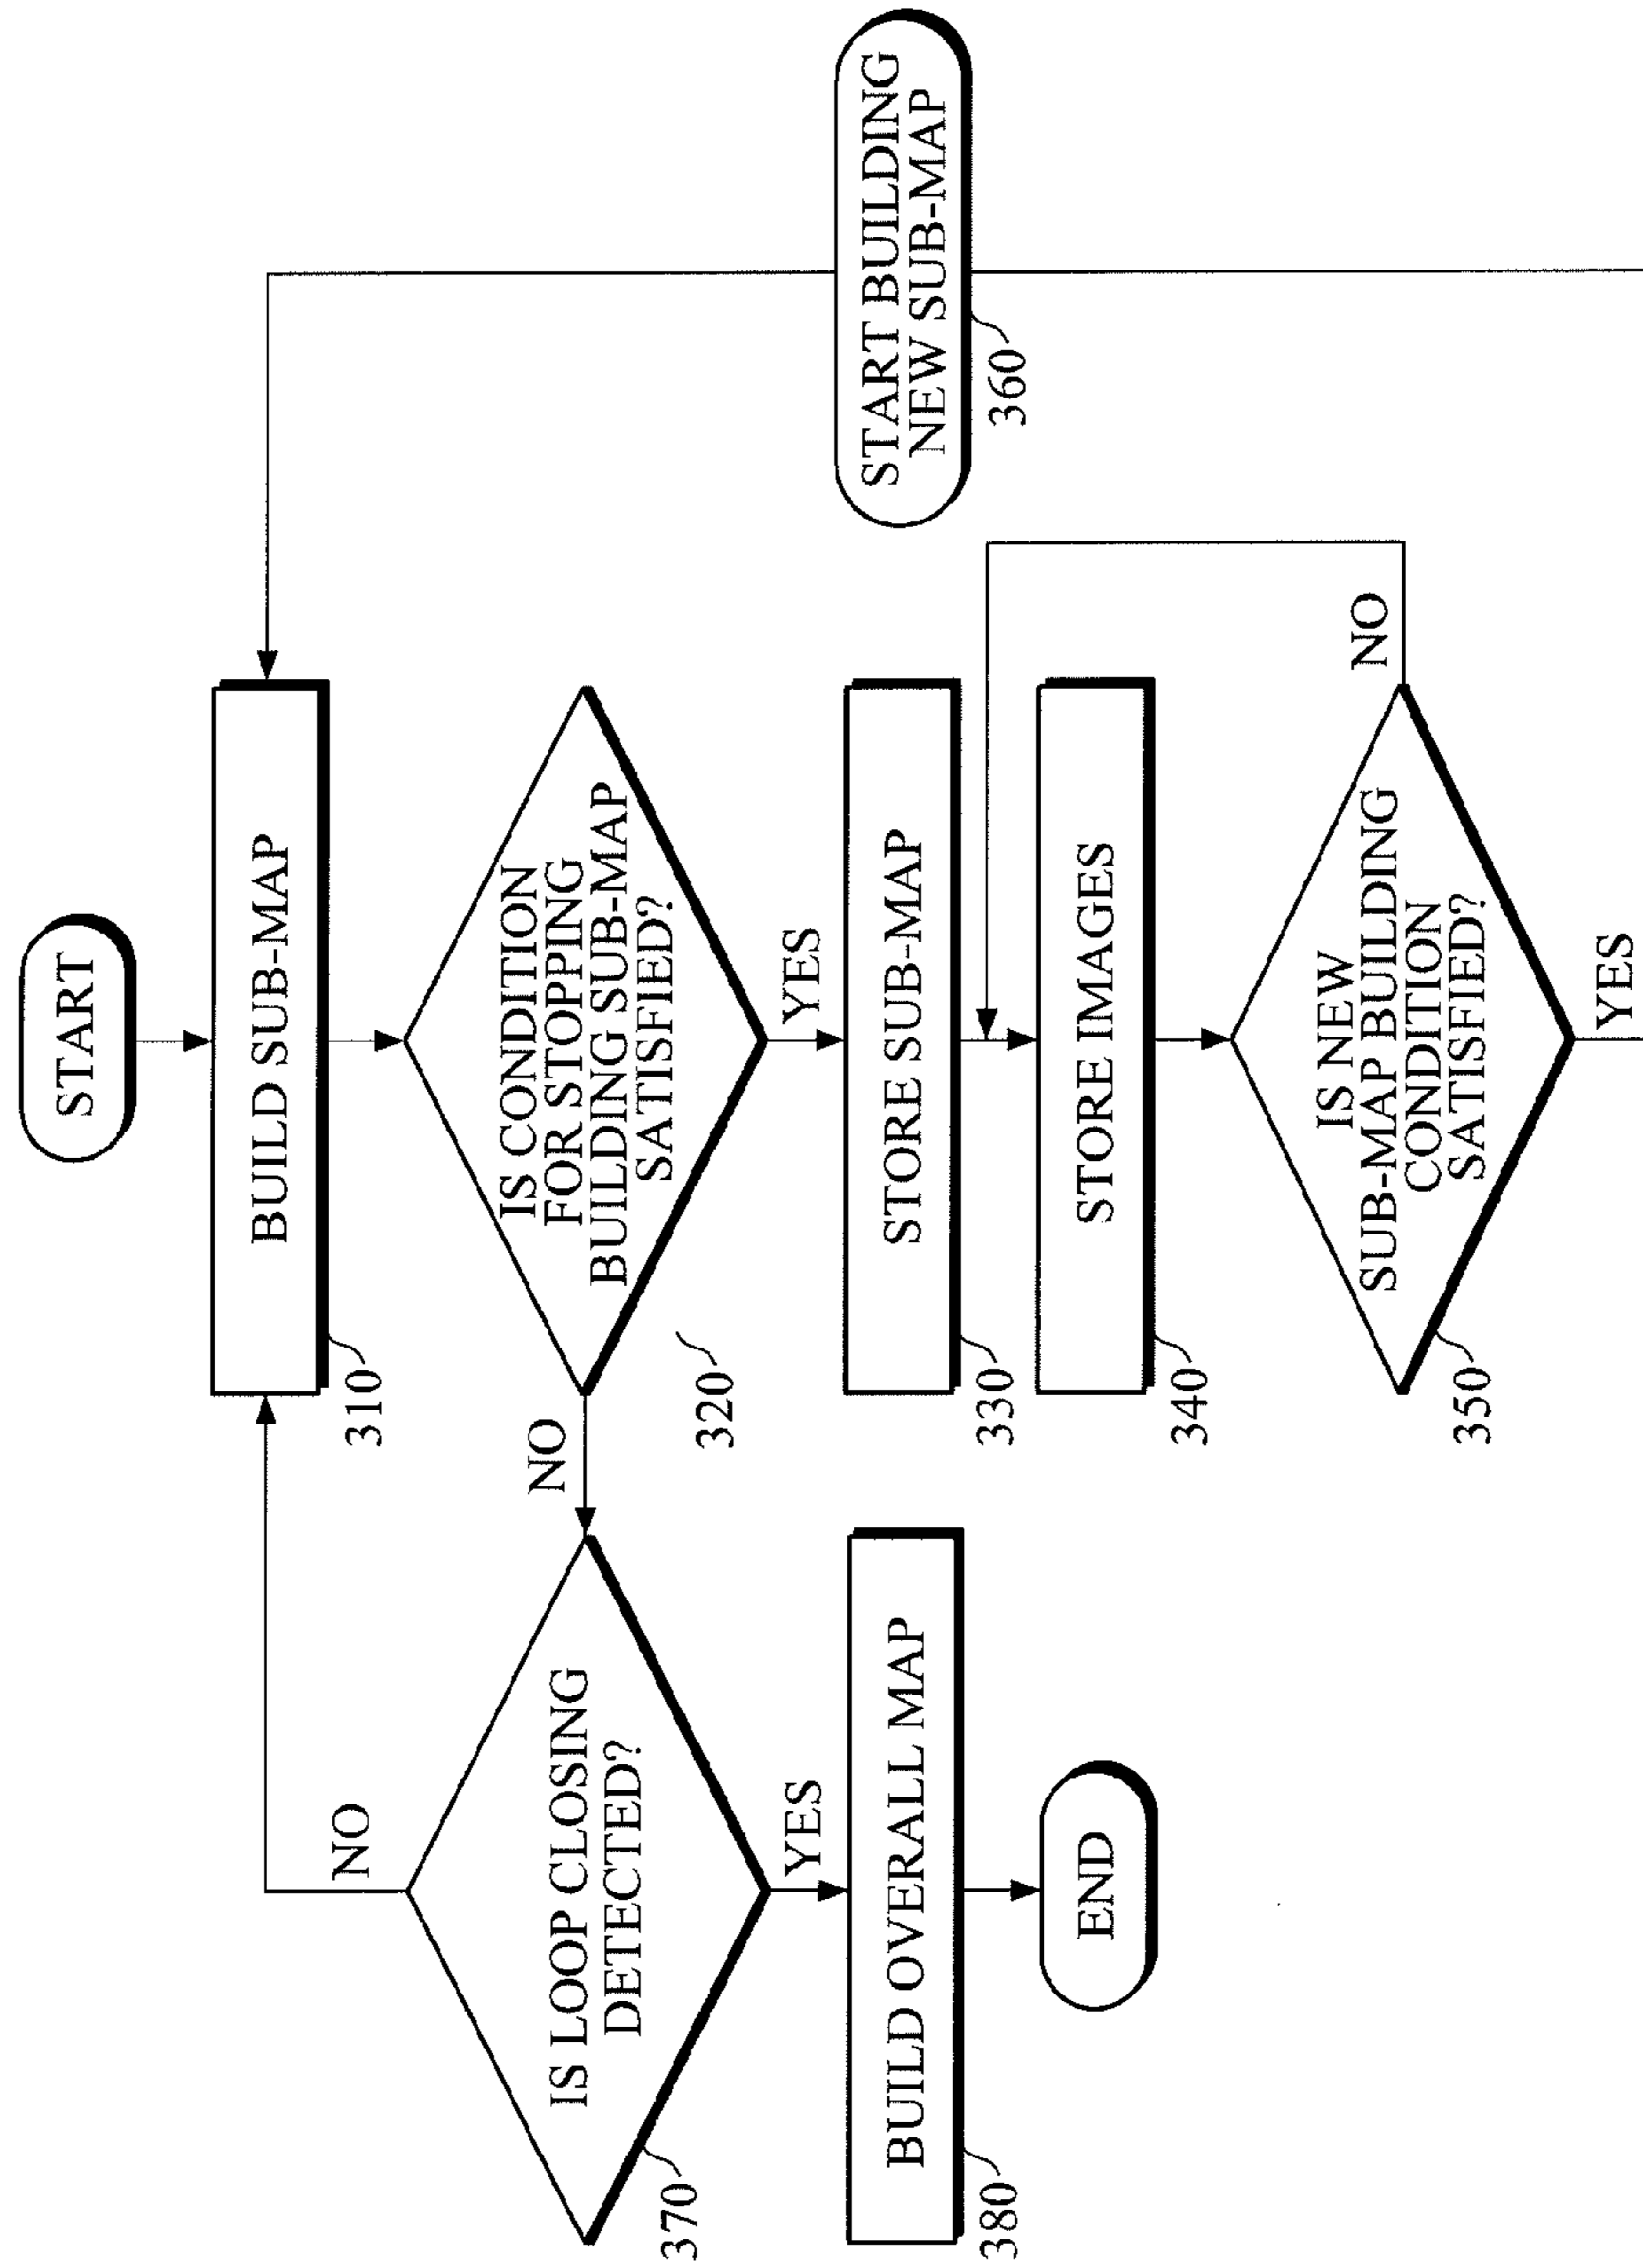 START
BUILD SUB-MAP
310
IS CONDITION
FOR STOPPING
BUILDING SUB-MAP
SATISFIED?
320
NO
YES
IS LOOP CLOSING
DETECTED?
370
NO
YES
STORE SUB-MAP
330
BUILD OVERALL MAP
380
START BUILDING
NEW SUB-MAP
360
STORE IMAGES
340
END
IS NEW
SUB-MAP BUILDING
CONDITION
SATISFIED?
350
NO
YES